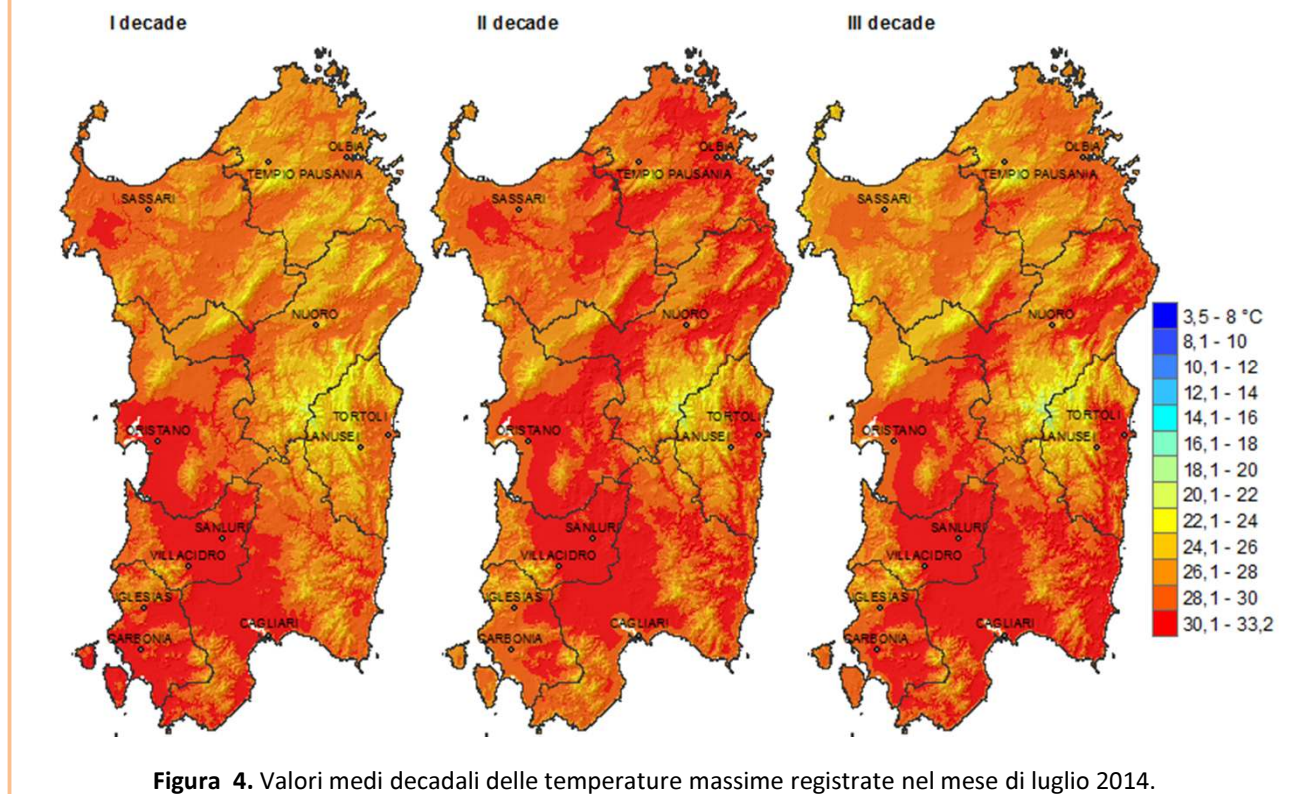 I decade
II decade
III decade
OLBIA
TEMPIO PAUSANIA
SASSARI
NUORO
TORTOLI
ORISTANO
LANUSEI
SANLURI
VILLACIDRO
IGLESIAS
CAGLIARI
CARBONIA
OLBIA
TEMPIO PAUSANIA
SASSARI
NUORO
TORTOLI
ORISTANO
LANUSEI
SANLURI
VILLACIDRO
IGLESIAS
CAGLIARI
CARBONIA
OLBIA
TEMPIO PAUSANIA
SASSARI
NUORO
TORTOLI
ORISTANO
LANUSEI
SANLURI
VILLACIDRO
IGLESIAS
CAGLIARI
CARBONIA
3,5 - 8 °C
8,1 - 10
10,1 - 12
12,1 - 14
14,1 - 16
16,1 - 18
18,1 - 20
20,1 - 22
22,1 - 24
24,1 - 26
26,1 - 28
28,1 - 30
30,1 - 33,2
Figura 4. Valori medi decadali delle temperature massime registrate nel mese di luglio 2014.